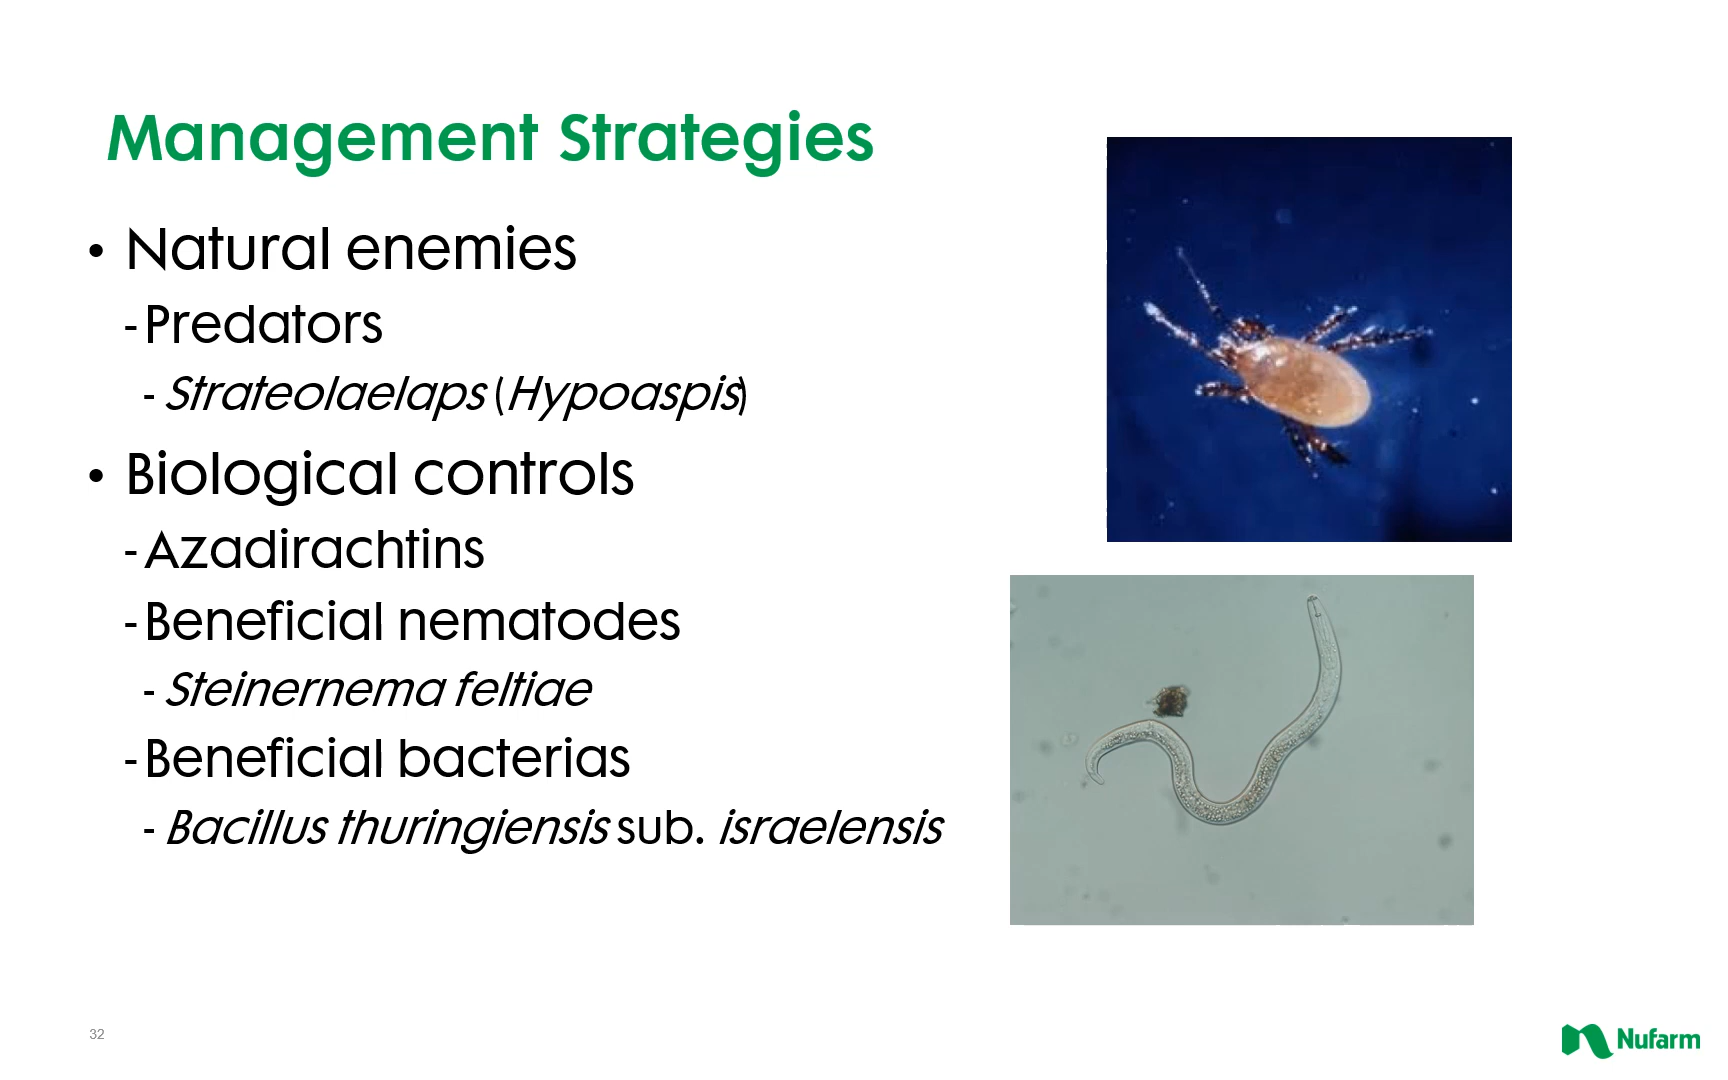 Management Strategies
• Natural enemies
- Predators
- Strateolaelaps (Hypoaspis)
• Biological controls
- Azadirachtins
- Beneficial nematodes
- Steinernema feltiae
- Beneficial bacterias
- Bacillus thuringiensis sub. israelensis
32
Nufarm